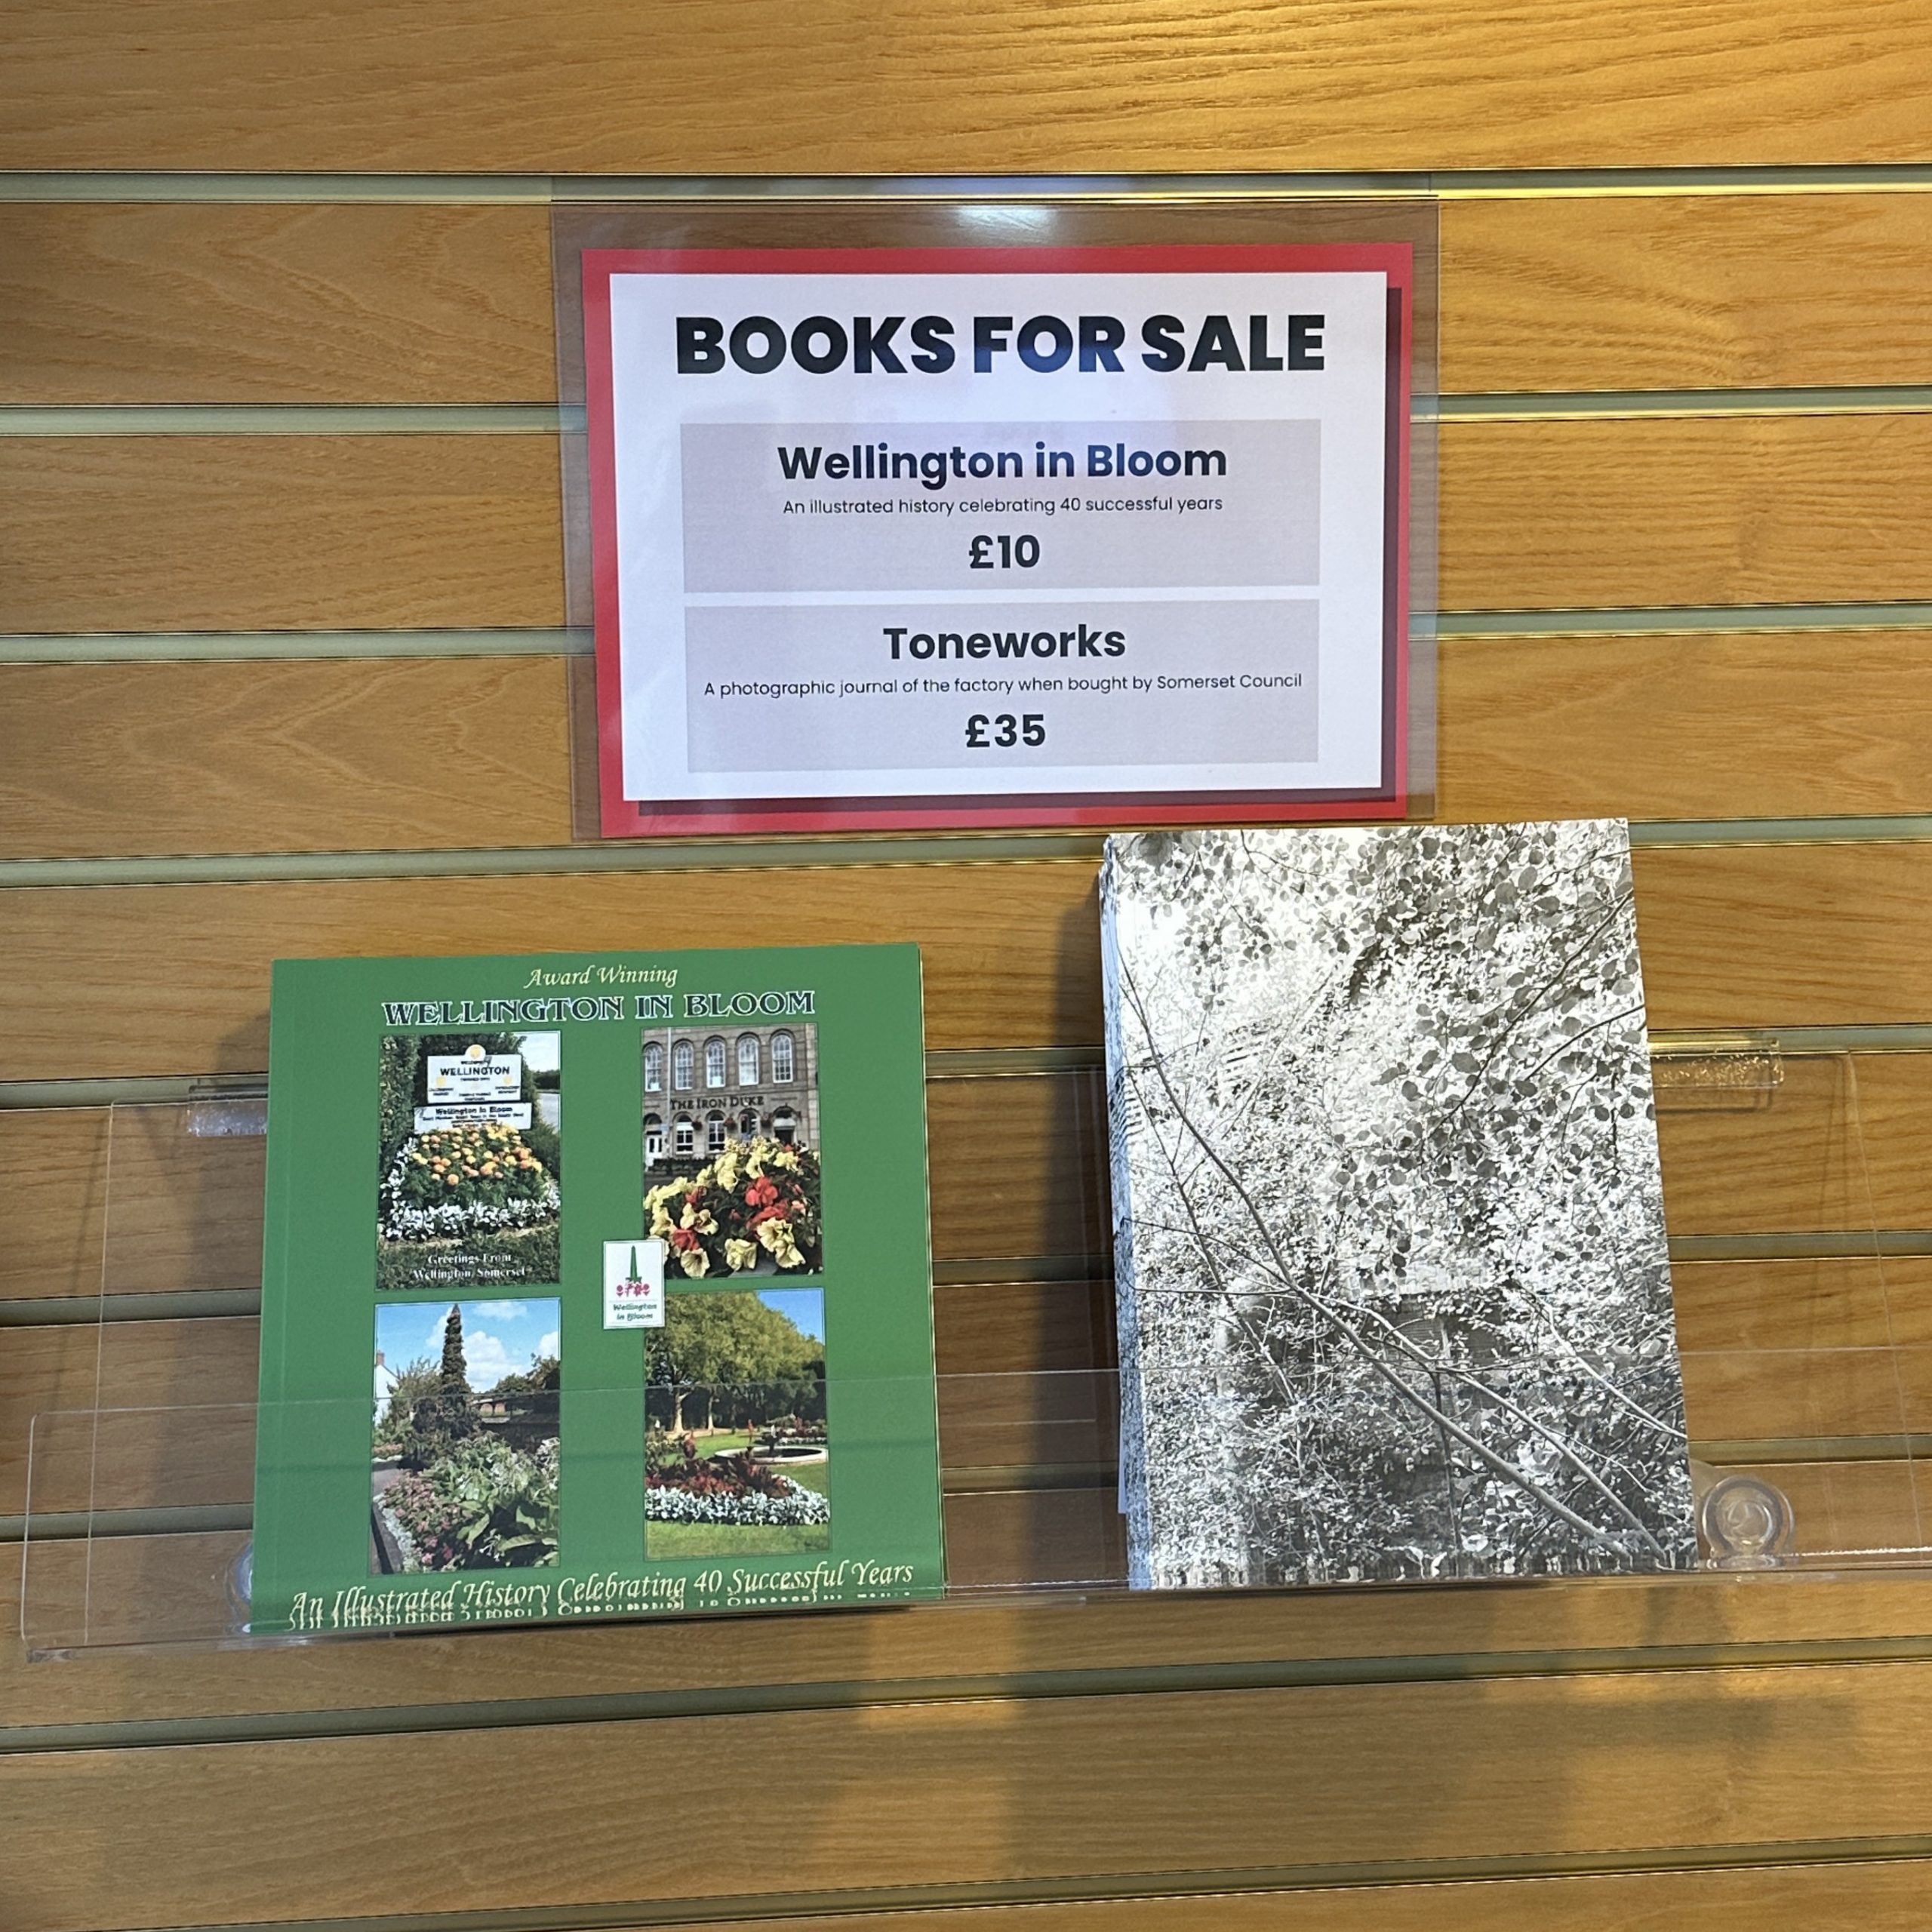 BOOKS FOR SALE
Wellington in Bloom
An illustrated history celebrating 40 successful years
£10
Toneworks
A photographic journal of the factory when bought by Somerset Council
£35
Award Winning
WELLINGTON IN BLOOM
WELLINGTON
Wellington in Bloom
Greetings From
Wellington, Somerset
THE IRON DUKE
Wellington
in Bloom
An Illustrated History Celebrating 40 Successful Years